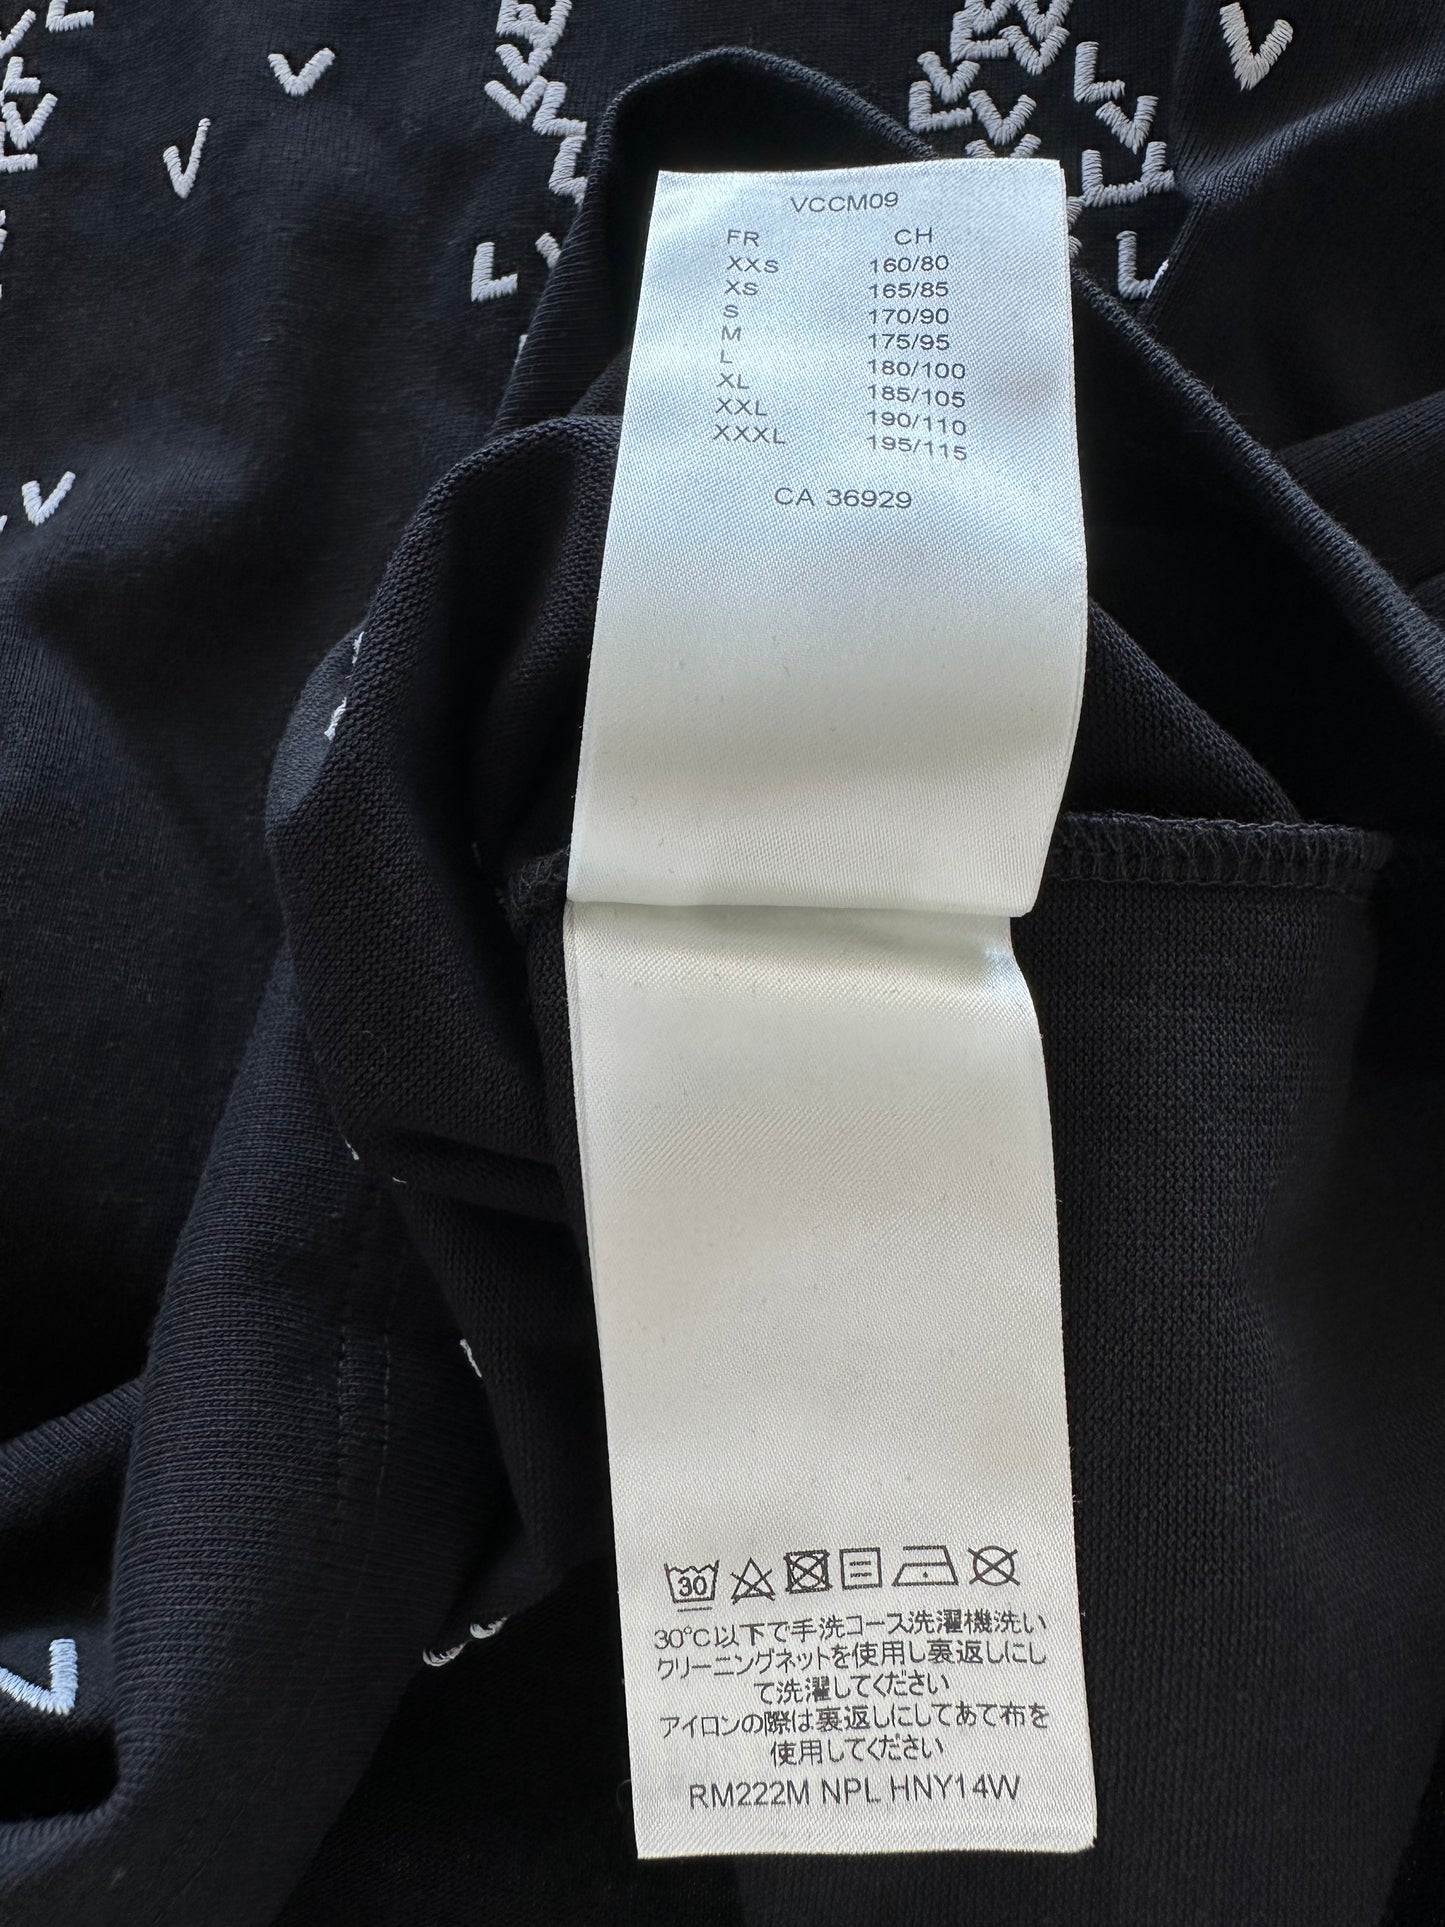 VCCM09
FR CH
XXS 160/80
XS 165/85
S 170/90
M 175/95
L 180/100
XL 185/105
XXL 190/110
XXXL 195/115
CA 36929
30
30°C以下で手洗コース洗濯機洗い
クリーニングネットを使用し裏返しにし
て洗濯してください
アイロンの際は裏返しにしてあて布を
使用してください
RM222M NPL HNY14W